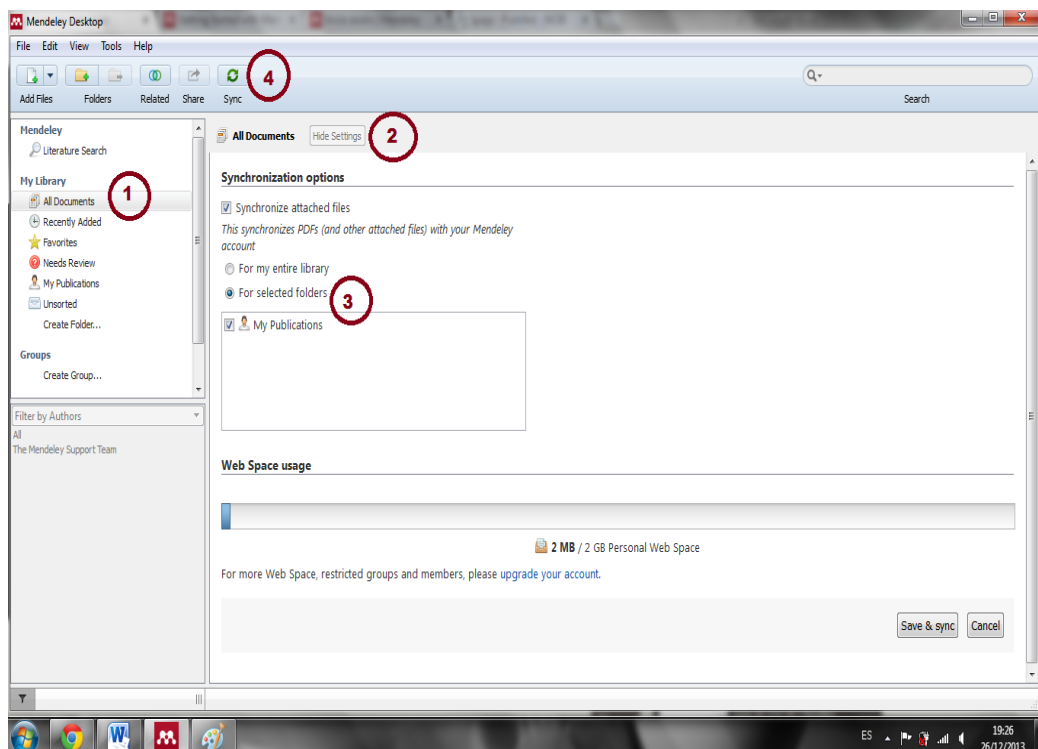 Mendeley Desktop
File Edit View Tools Help
4
Add Files Folders Related Share Sync Search
Mendeley
Literature Search
My Library
All Documents
Recently Added
Favorites
Needs Review
My Publications
Unsorted
Create Folder...
Groups
Create Group...
1
Filter by Authors
All
The Mendeley Support Team
All Documents Hide Settings 2
Synchronization options
Synchronize attached files
This synchronizes PDFs (and other attached files) with your Mendeley
account
For my entire library
For selected folders 3
My Publications
Web Space usage
2 MB / 2 GB Personal Web Space
For more Web Space, restricted groups and members, please upgrade your account.
Save & sync Cancel
ES 19:26
26/12/2013